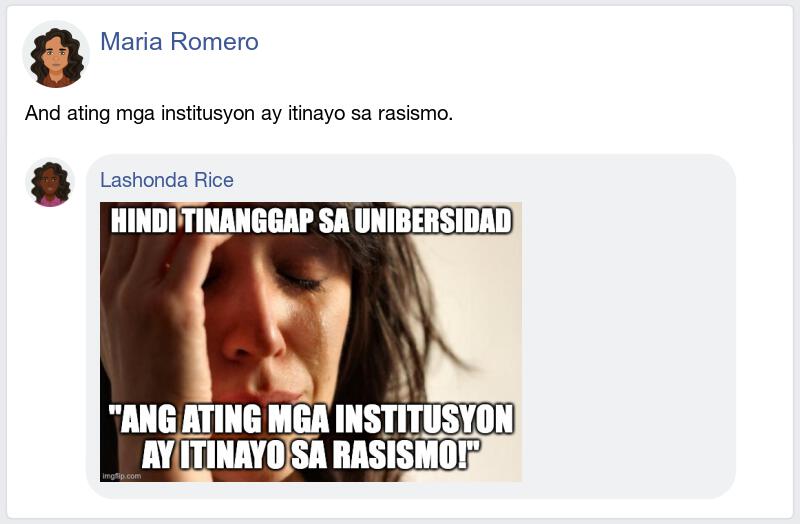 Maria Romero
And ating mga institusyon ay itinayo sa rasismo.
Lashonda Rice
HINDI TINANGGAP SA UNIBERSIDAD
"ANG ATING MGA INSTITUSYON
AY ITINAYO SA RASISMO!"
imgflip.com